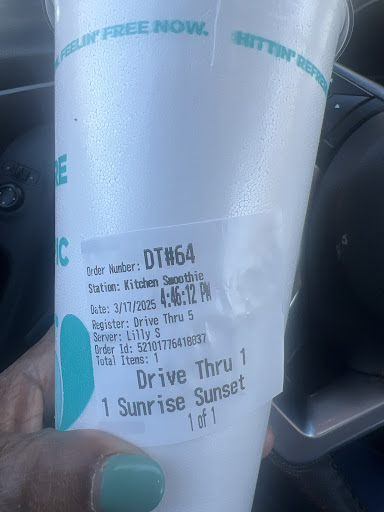 FEELIN' FREE NOW.
HITTIN' REFRE
RE
IC
Order Number: DT#64
Station: Kitchen Smoothie
Date: 3/17/2025 4:46:12 PM
Register: Drive Thru 5
Server: Lilly S
Order Id: 52101776418037
Total Items: 1
Drive Thru 1
1 Sunrise Sunset
1 of 1